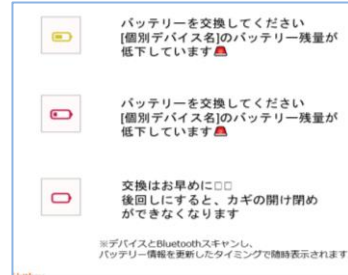 バッテリーを交換してください
[個別デバイス名]のバッテリー残量が
低下しています🚨
バッテリーを交換してください
[個別デバイス名]のバッテリー残量が
低下しています🚨
交換はお早めに□□
後回しにすると、カギの開け閉め
ができなくなります
※デバイスとBluetoothスキャンし、
バッテリー情報を更新したタイミングで随時表示されます